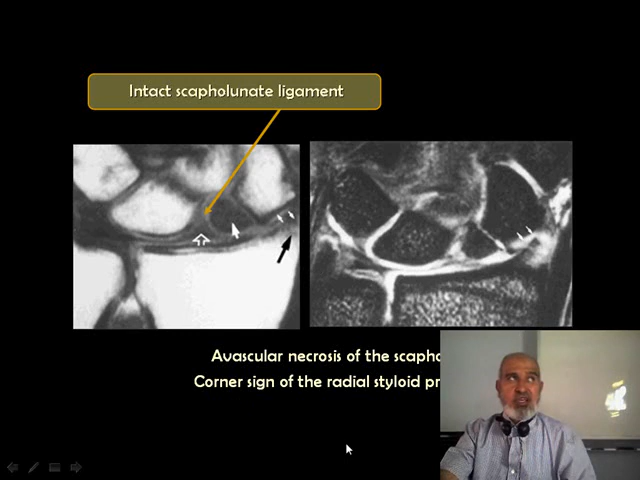 Intact scapholunate ligament
Avascular necrosis of the
Corner sign of the radial styloid